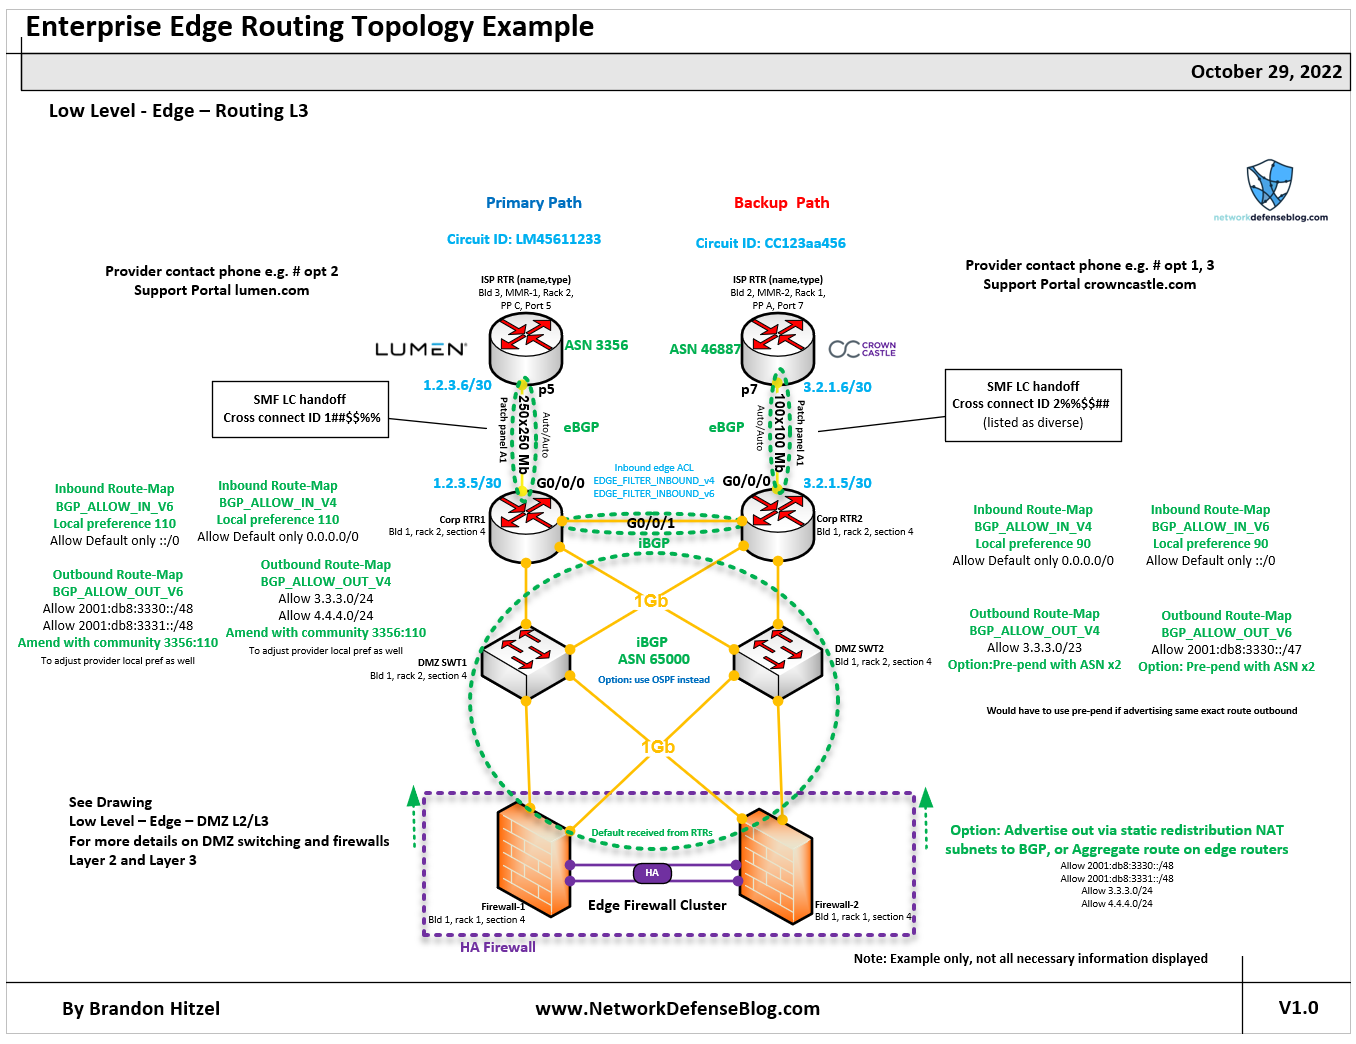 Enterprise Edge Routing Topology Example
October 29, 2022
Low Level - Edge – Routing L3
networkdefenseblog.com
Primary Path
Backup Path
Circuit ID: LM45611233
Circuit ID: CC123aa456
Provider contact phone e.g. # opt 2
Support Portal lumen.com
Provider contact phone e.g. # opt 1, 3
Support Portal crowncastle.com
ISP RTR (name,type)
Bld 3, MMR-1, Rack 2,
PP C, Port 5
ISP RTR (name,type)
Bld 2, MMR-2, Rack 1,
PP A, Port 7
LUMEN®
ASN 3356
ASN 46887
CROWN
CASTLE
1.2.3.6/30
p5
p7
3.2.1.6/30
SMF LC handoff
Cross connect ID 1##$$%%
SMF LC handoff
Cross connect ID 2%%$$##
(listed as diverse)
Patch panel A1
250x250 Mb
Auto/Auto
eBGP
eBGP
Auto/Auto
100x100 Mb
Patch panel A1
1.2.3.5/30
G0/0/0
Inbound edge ACL
EDGE_FILTER_INBOUND_v4
EDGE_FILTER_INBOUND_v6
G0/0/0
3.2.1.5/30
Corp RTR1
Bld 1, rack 2, section 4
G0/0/1
iBGP
Corp RTR2
Bld 1, rack 2, section 4
Inbound Route-Map
BGP_ALLOW_IN_V6
Local preference 110
Allow Default only ::/0
Inbound Route-Map
BGP_ALLOW_IN_V4
Local preference 110
Allow Default only 0.0.0.0/0
Inbound Route-Map
BGP_ALLOW_IN_V4
Local preference 90
Allow Default only 0.0.0.0/0
Inbound Route-Map
BGP_ALLOW_IN_V6
Local preference 90
Allow Default only ::/0
Outbound Route-Map
BGP_ALLOW_OUT_V6
Allow 2001:db8:3330::/48
Allow 2001:db8:3331::/48
Amend with community 3356:110
To adjust provider local pref as well
Outbound Route-Map
BGP_ALLOW_OUT_V4
Allow 3.3.3.0/24
Allow 4.4.4.0/24
Amend with community 3356:110
To adjust provider local pref as well
Outbound Route-Map
BGP_ALLOW_OUT_V4
Allow 3.3.3.0/23
Option:Pre-pend with ASN x2
Outbound Route-Map
BGP_ALLOW_OUT_V6
Allow 2001:db8:3330::/47
Option: Pre-pend with ASN x2
Would have to use pre-pend if advertising same exact route outbound
1Gb
iBGP
ASN 65000
Option: use OSPF instead
DMZ SWT1
Bld 1, rack 2, section 4
DMZ SWT2
Bld 1, rack 2, section 4
1Gb
See Drawing
Low Level – Edge – DMZ L2/L3
For more details on DMZ switching and firewalls
Layer 2 and Layer 3
Default received from RTRs
HA
Edge Firewall Cluster
Firewall-1
Bld 1, rack 1, section 4
Firewall-2
Bld 1, rack 1, section 4
HA Firewall
Option: Advertise out via static redistribution NAT
subnets to BGP, or Aggregate route on edge routers
Allow 2001:db8:3330::/48
Allow 2001:db8:3331::/48
Allow 3.3.3.0/24
Allow 4.4.4.0/24
Note: Example only, not all necessary information displayed
By Brandon Hitzel
www.NetworkDefenseBlog.com
V1.0